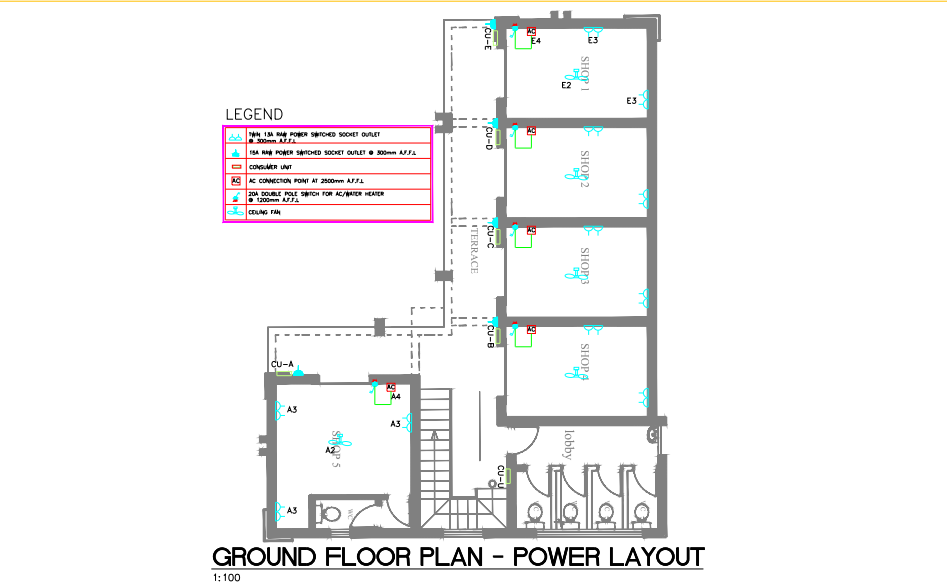 CU-E
AC
E4
E3
SHOP 1
E2
E3
LEGEND
TWIN 13A RAW POWER SWITCHED SOCKET OUTLET
@ 300mm A.F.F.L
15A RAW POWER SWITCHED SOCKET OUTLET @ 300mm A.F.F.L
CONSUMER UNIT
AC AC CONNECTION POINT AT 2500mm A.F.F.L
20A DOUBLE POLE SWITCH FOR AC/WATER HEATER
@ 1200mm A.F.F.L
CEILING FAN
CU-D
AC
SHOP 2
CU-C
AC
TERRACE
SHOP 3
CU-B
AC
SHOP 4
CU-A
AC
A4
A3
A3
SHOP 5
A2
A3
WC
lobby
CU-U
GROUND FLOOR PLAN - POWER LAYOUT
1:100